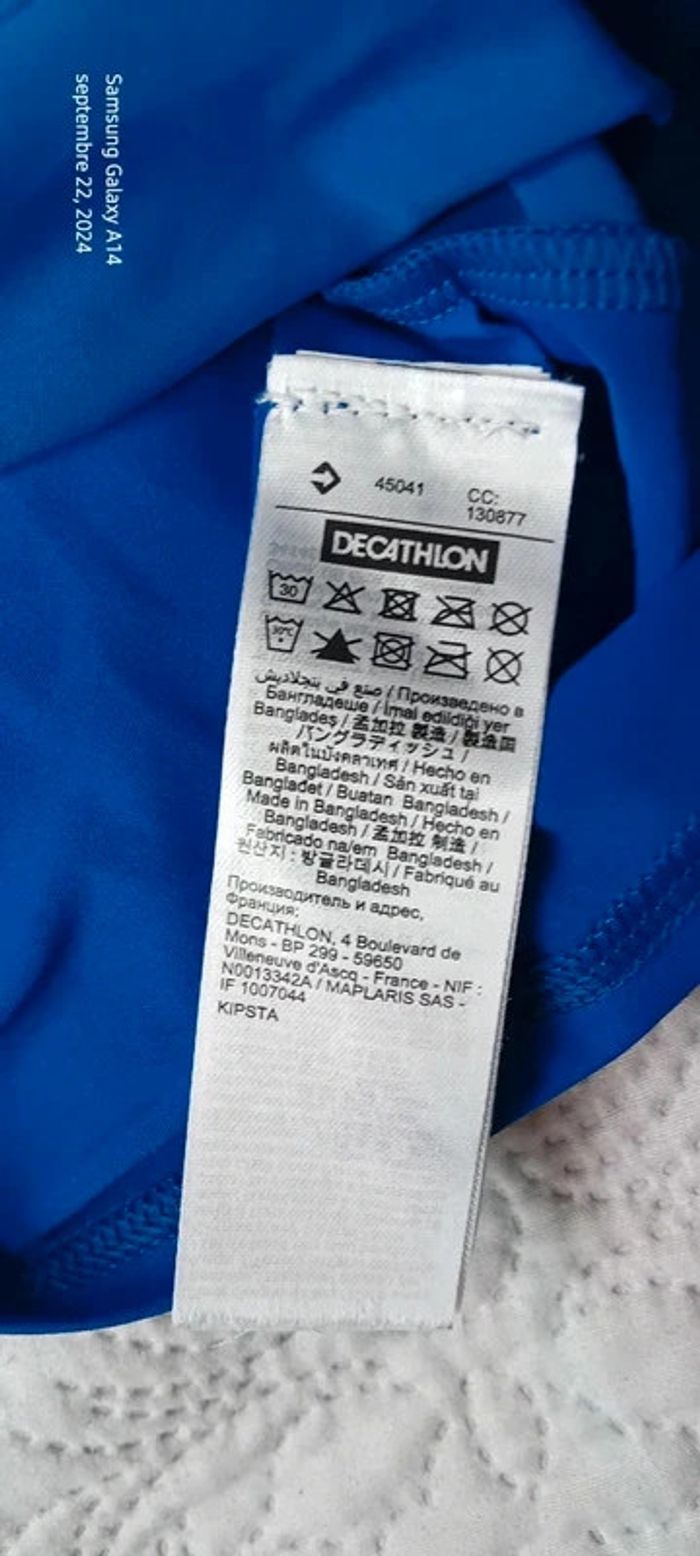 Samsung Galaxy A14
septembre 22, 2024
45041
CC:
130877
DECATHLON
30
30°C
صنع في بنجلاديش / Произведено в
Бангладеше / İmal edildiği yer
Bangladeş / 孟加拉 製造 / 製造国
バングラディッシュ /
ผลิตในบังคลาเทศ / Hecho en
Bangladesh / Sản xuất tại
Bangladet / Buatan Bangladesh /
Made in Bangladesh / Hecho en
Bangladesh / 孟加拉 制造 /
Fabricado na/em Bangladesh /
원산지 : 방글라데시 / Fabriqué au
Bangladesh
Производитель и адрес,
Франция:
DECATHLON, 4 Boulevard de
Mons - BP 299 - 59650
Villeneuve d'Ascq - France - NIF :
N0013342A / MAPLARIS SAS -
IF 1007044
KIPSTA